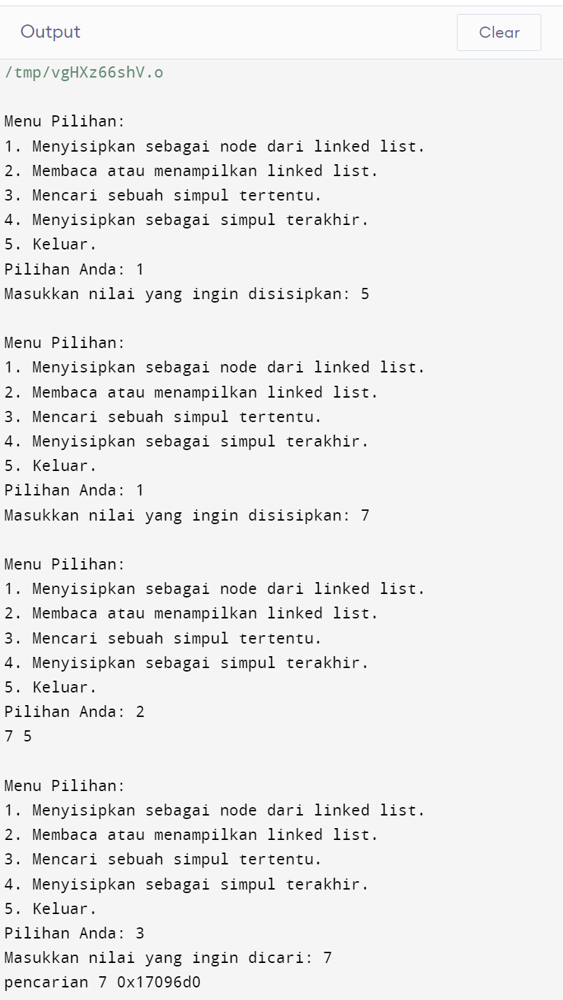 Output
Clear
/tmp/vgHXz66shV.o
Menu Pilihan:
1. Menyisipkan sebagai node dari linked list.
2. Membaca atau menampilkan linked list.
3. Mencari sebuah simpul tertentu.
4. Menyisipkan sebagai simpul terakhir.
5. Keluar.
Pilihan Anda: 1
Masukkan nilai yang ingin disisipkan: 5
Menu Pilihan:
1. Menyisipkan sebagai node dari linked list.
2. Membaca atau menampilkan linked list.
3. Mencari sebuah simpul tertentu.
4. Menyisipkan sebagai simpul terakhir.
5. Keluar.
Pilihan Anda: 1
Masukkan nilai yang ingin disisipkan: 7
Menu Pilihan:
1. Menyisipkan sebagai node dari linked list.
2. Membaca atau menampilkan linked list.
3. Mencari sebuah simpul tertentu.
4. Menyisipkan sebagai simpul terakhir.
5. Keluar.
Pilihan Anda: 2
7 5
Menu Pilihan:
1. Menyisipkan sebagai node dari linked list.
2. Membaca atau menampilkan linked list.
3. Mencari sebuah simpul tertentu.
4. Menyisipkan sebagai simpul terakhir.
5. Keluar.
Pilihan Anda: 3
Masukkan nilai yang ingin dicari: 7
pencarian 7 0x17096d0